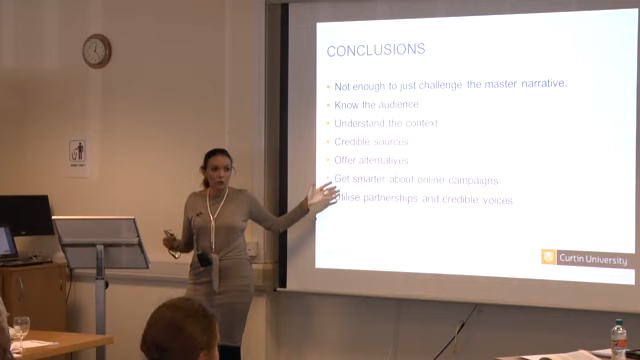 CONCLUSIONS
Not enough to just challenge the master narrative.
Know the audience
Understand the context
Credible sources
Offer alternatives
Get smarter about online campaigns
tilise partnerships and credible voices
Curtin University